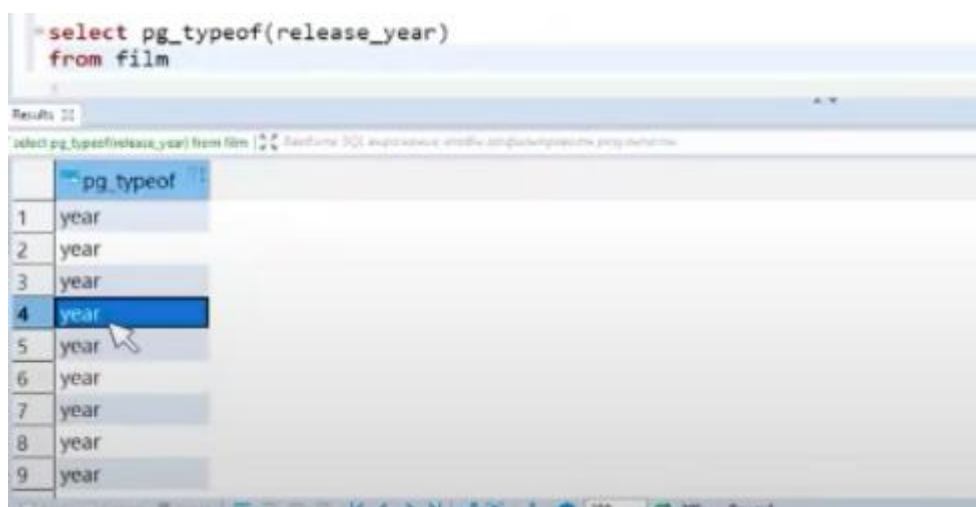 select pg_typeof(release_year)
from film
Results
select pg_typeof(release_year) from film
pg_typeof
1 year
2 year
3 year
4 year
5 year
6 year
7 year
8 year
9 year